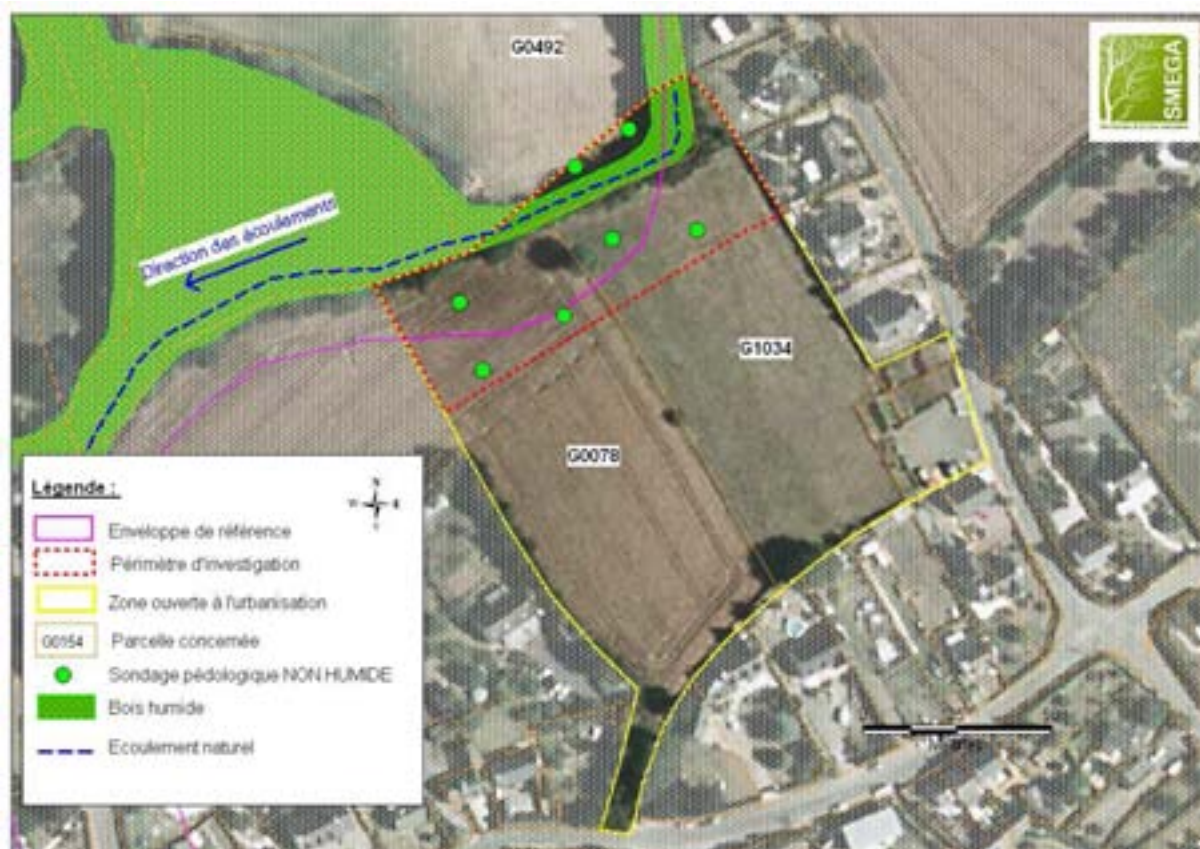 G0492
SMEGA
Direction des écoulements
G1034
G0078
Légende :
N
Enveloppe de référence
Périmètre d'investigation
Zone ouverte à l'urbanisation
G0154 Parcelle concernée
Sondage pédologique NON HUMIDE
Bois humide
Ecoulement naturel